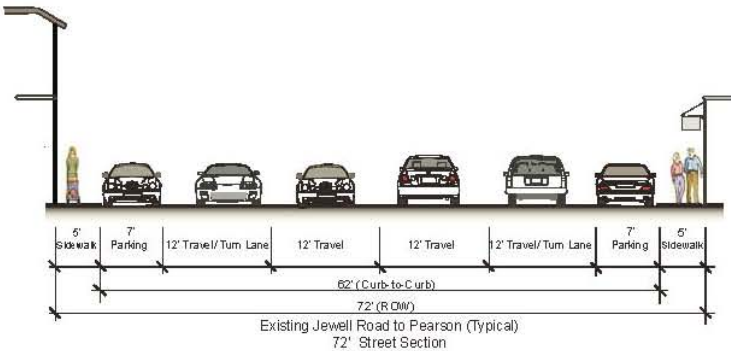 5' 7' 7' 5'
Sidewalk Parking 12' Travel/ Turn Lane 12' Travel 12' Travel 12' Travel/ Turn Lane Parking Sidewalk
62' (Curb-to-Curb)
72' (ROW)
Existing Jewell Road to Pearson (Typical)
72' Street Section